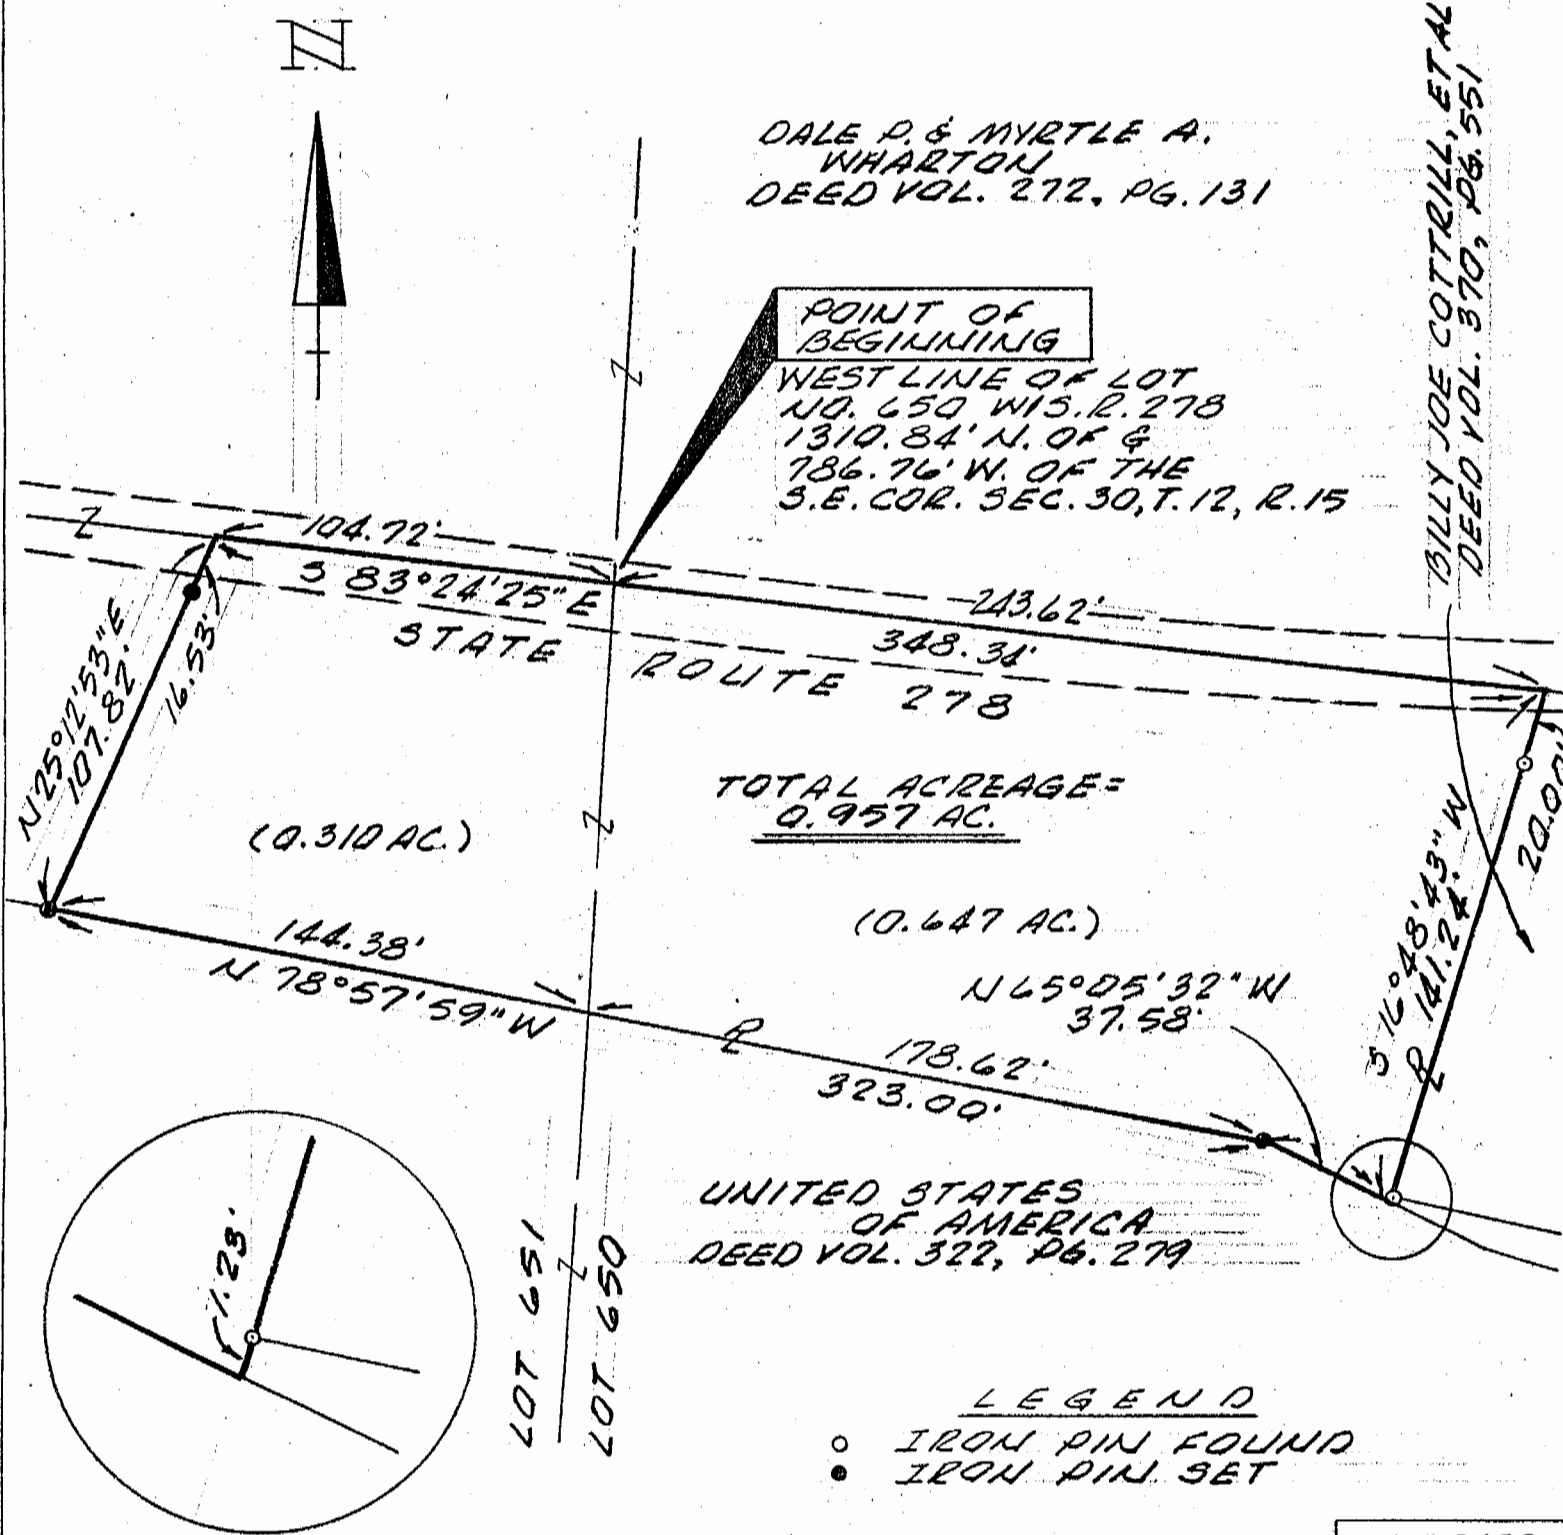 N
DALE P. & MYRTLE A.
WHARTON
DEED VOL. 272, PG. 131
BILLY JOE COTTRILL, ET AL
DEED VOL. 370, PG. 551
POINT OF
BEGINNING
WEST LINE OF LOT
NO. 650 W/S.R. 278
1310.84' N. OF &
786.76' W. OF THE
S.E. COR. SEC. 30, T. 12, R. 15
104.72'
S 83°24'25" E
243.62'
348.34'
STATE ROUTE 278
N 25°12'53" E
107.82'
16.53'
TOTAL ACREAGE =
0.957 AC.
(0.310 AC.)
(0.647 AC.)
S 16°48'43" W
141.24'
20.00'
144.38'
N 78°57'59" W
N 65°05'32" W
37.58'
178.62'
323.00'
UNITED STATES
OF AMERICA
DEED VOL. 322, PG. 279
1.23'
LOT 651
LOT 650
LEGEND
IRON PIN FOUND
IRON PIN SET